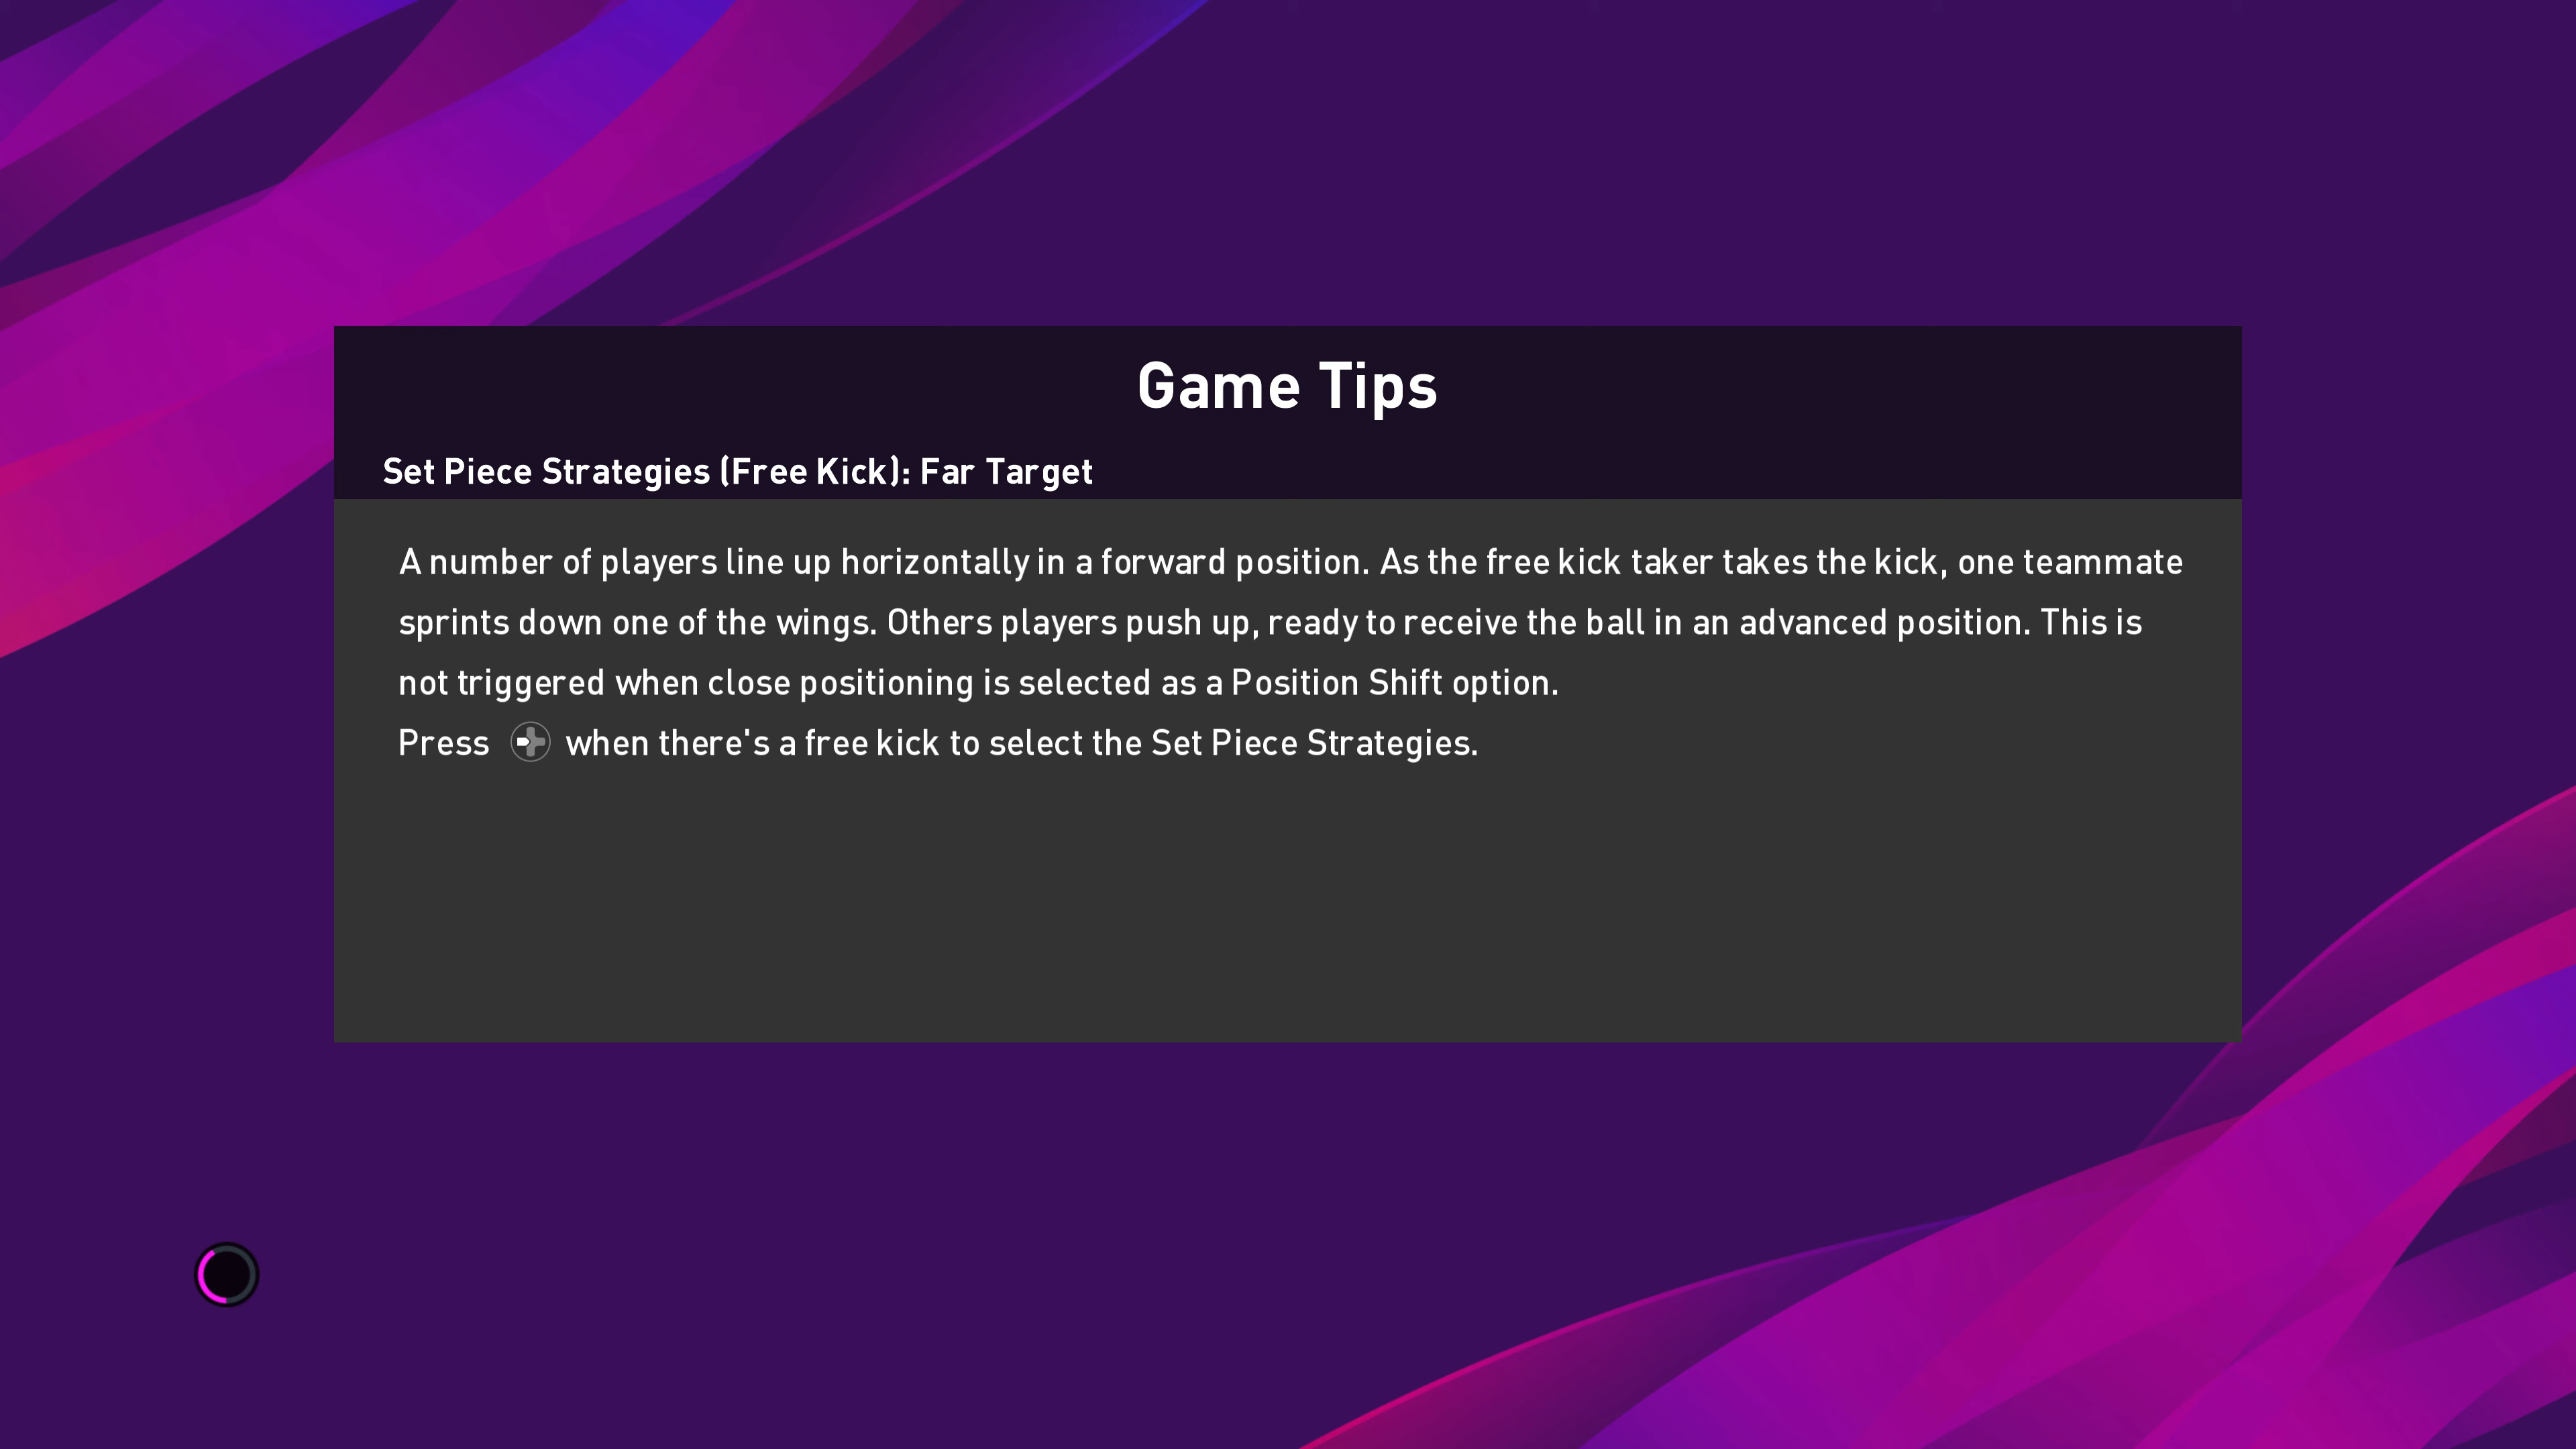 Game Tips
Set Piece Strategies (Free Kick): Far Target
A number of players line up horizontally in a forward position. As the free kick taker takes the kick, one teammate
sprints down one of the wings. Others players push up, ready to receive the ball in an advanced position. This is
not triggered when close positioning is selected as a Position Shift option.
Press when there's a free kick to select the Set Piece Strategies.